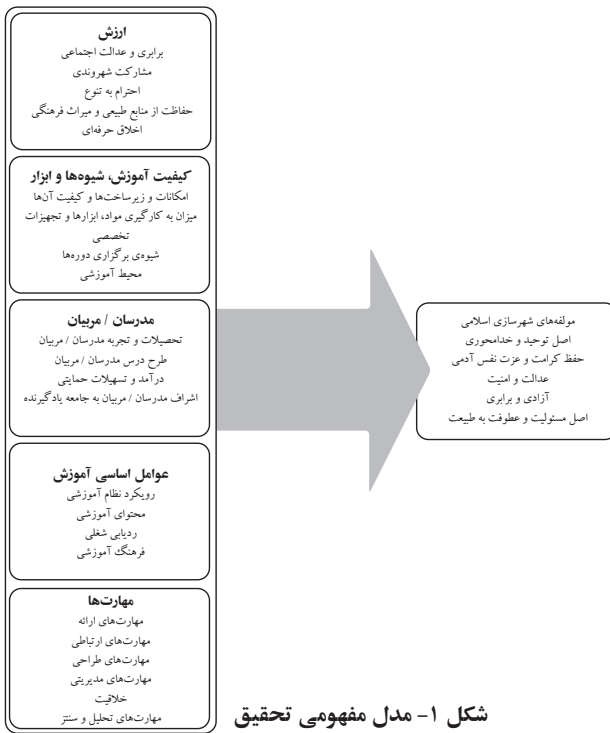 ارزش
برابری و عدالت اجتماعی
مشارکت شهروندی
احترام به تنوع
حفاظت از منابع طبیعی و میراث فرهنگی
اخلاق حرفه‌ای
کیفیت آموزش، شیوه‌ها و ابزار
امکانات و زیرساخت‌ها و کیفیت آن‌ها
میزان به کارگیری مواد، ابزارها و تجهیزات
تخصصی
شیوه‌ی برگزاری دوره‌ها
محیط آموزشی
مدرسان / مربیان
تحصیلات و تجربه مدرسان / مربیان
طرح درس مدرسان / مربیان
درآمد و تسهیلات حمایتی
اشراف مدرسان / مربیان به جامعه یادگیرنده
عوامل اساسی آموزش
رویکرد نظام آموزشی
محتوای آموزشی
ردیابی شغلی
فرهنگ آموزشی
مهارت‌ها
مهارت‌های ارائه
مهارت‌های ارتباطی
مهارت‌های طراحی
مهارت‌های مدیریتی
خلاقیت
مهارت‌های تحلیل و سنتز
مولفه‌های شهرسازی اسلامی
اصل توحید و خدامحوری
حفظ کرامت و عزت نفس آدمی
عدالت و امنیت
آزادی و برابری
اصل مسئولیت و عطوفت به طبیعت
شکل ۱- مدل مفهومی تحقیق